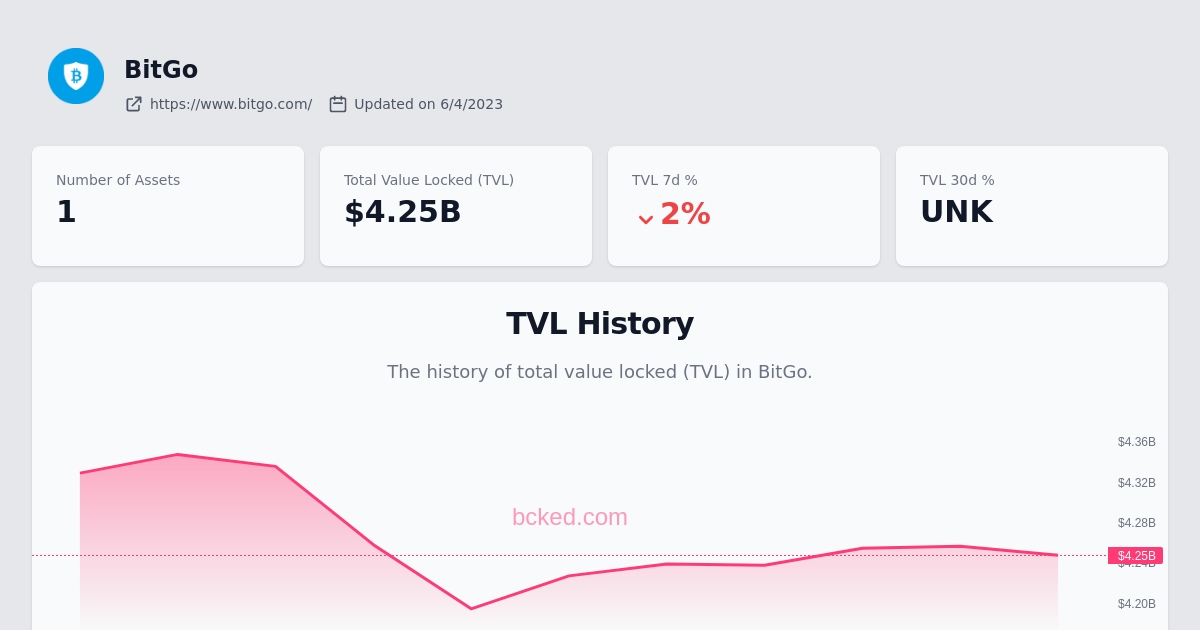 BitGo
https://www.bitgo.com/ Updated on 6/4/2023
Number of Assets
1
Total Value Locked (TVL)
$4.25B
TVL 7d %
2%
TVL 30d %
UNK
TVL History
The history of total value locked (TVL) in BitGo.
$4.36B
$4.32B
bcked.com
$4.28B
$4.25B
$4.24B
$4.20B